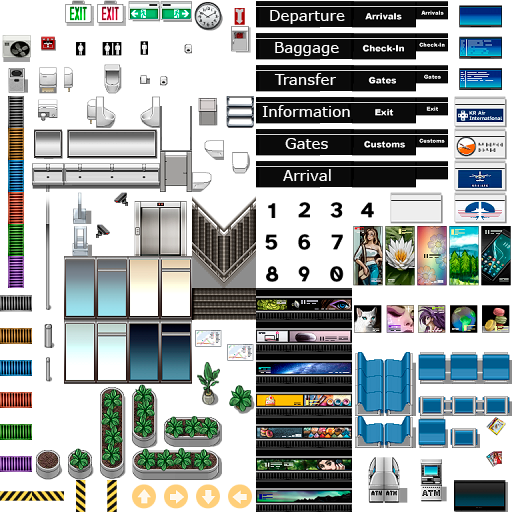 EXIT EXIT
Departure Arrivals Arrivals
Baggage Check-In Check-In
Transfer Gates Gates
Information Exit Exit
KR Air
International
Gates Customs Customs
Arrival
1 2 3 4
5 6 7
8 9 0
ATM ATM ATM